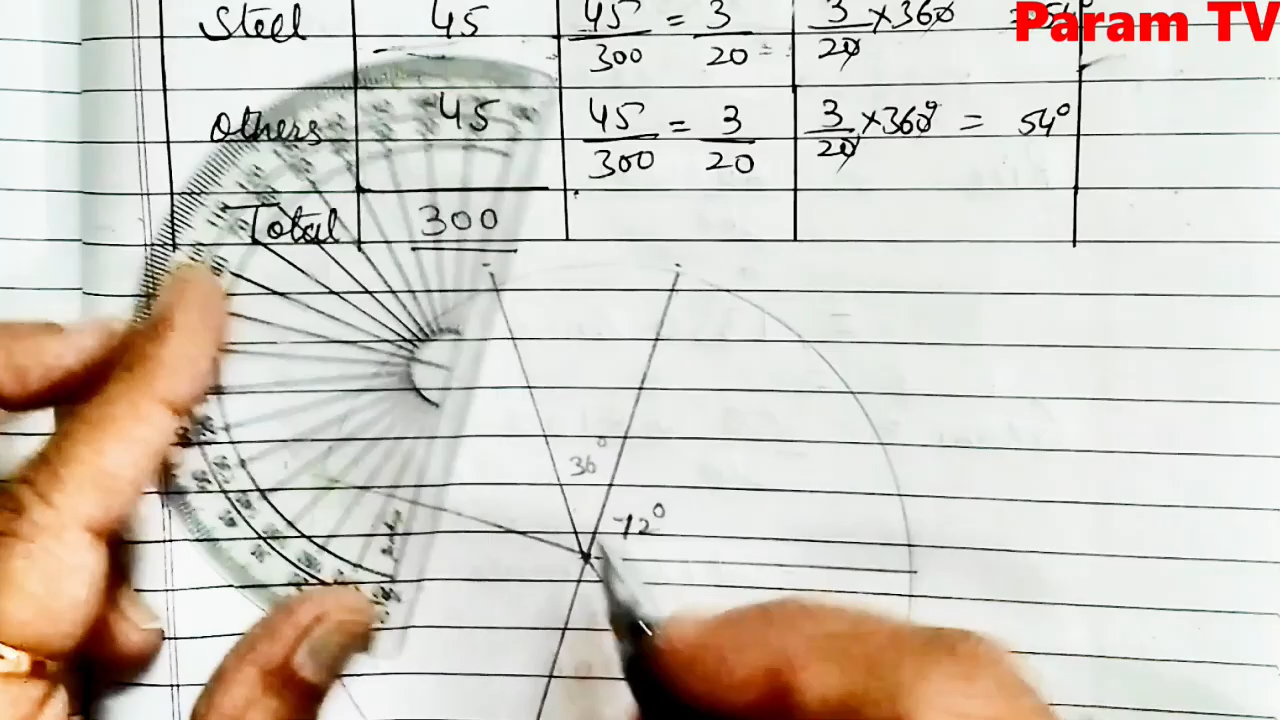 Param TV
Steel 45 45/300 = 3/20 = 3/20 ×360 = 54°
Others 45 45/300 = 3/20 3/20 ×360° = 54°
Total 300
36°
72°